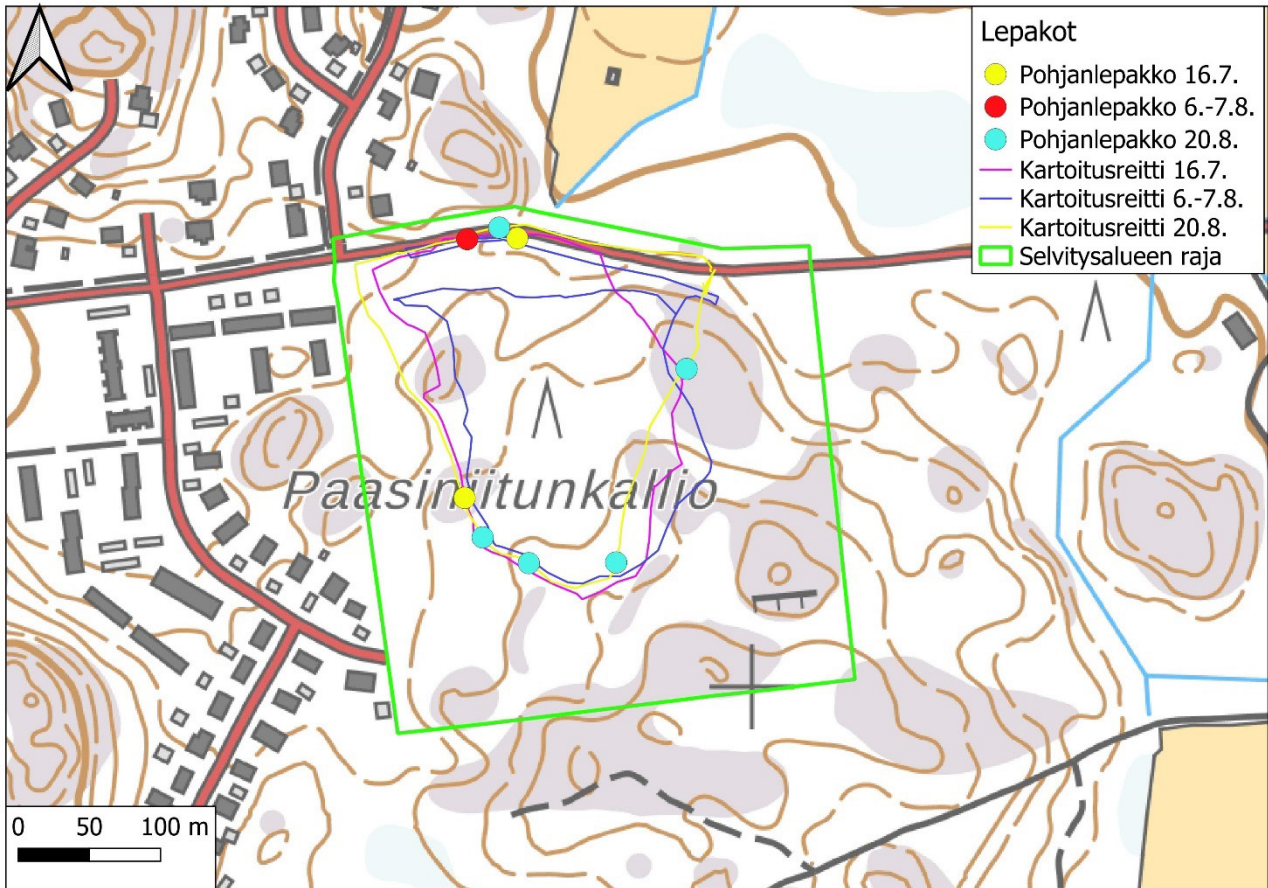 Lepakot
Pohjanlepakko 16.7.
Pohjanlepakko 6.-7.8.
Pohjanlepakko 20.8.
Kartoitusreitti 16.7.
Kartoitusreitti 6.-7.8.
Kartoitusreitti 20.8.
Selvitysalueen raja
Paasiniitunkallio
0 50 100 m